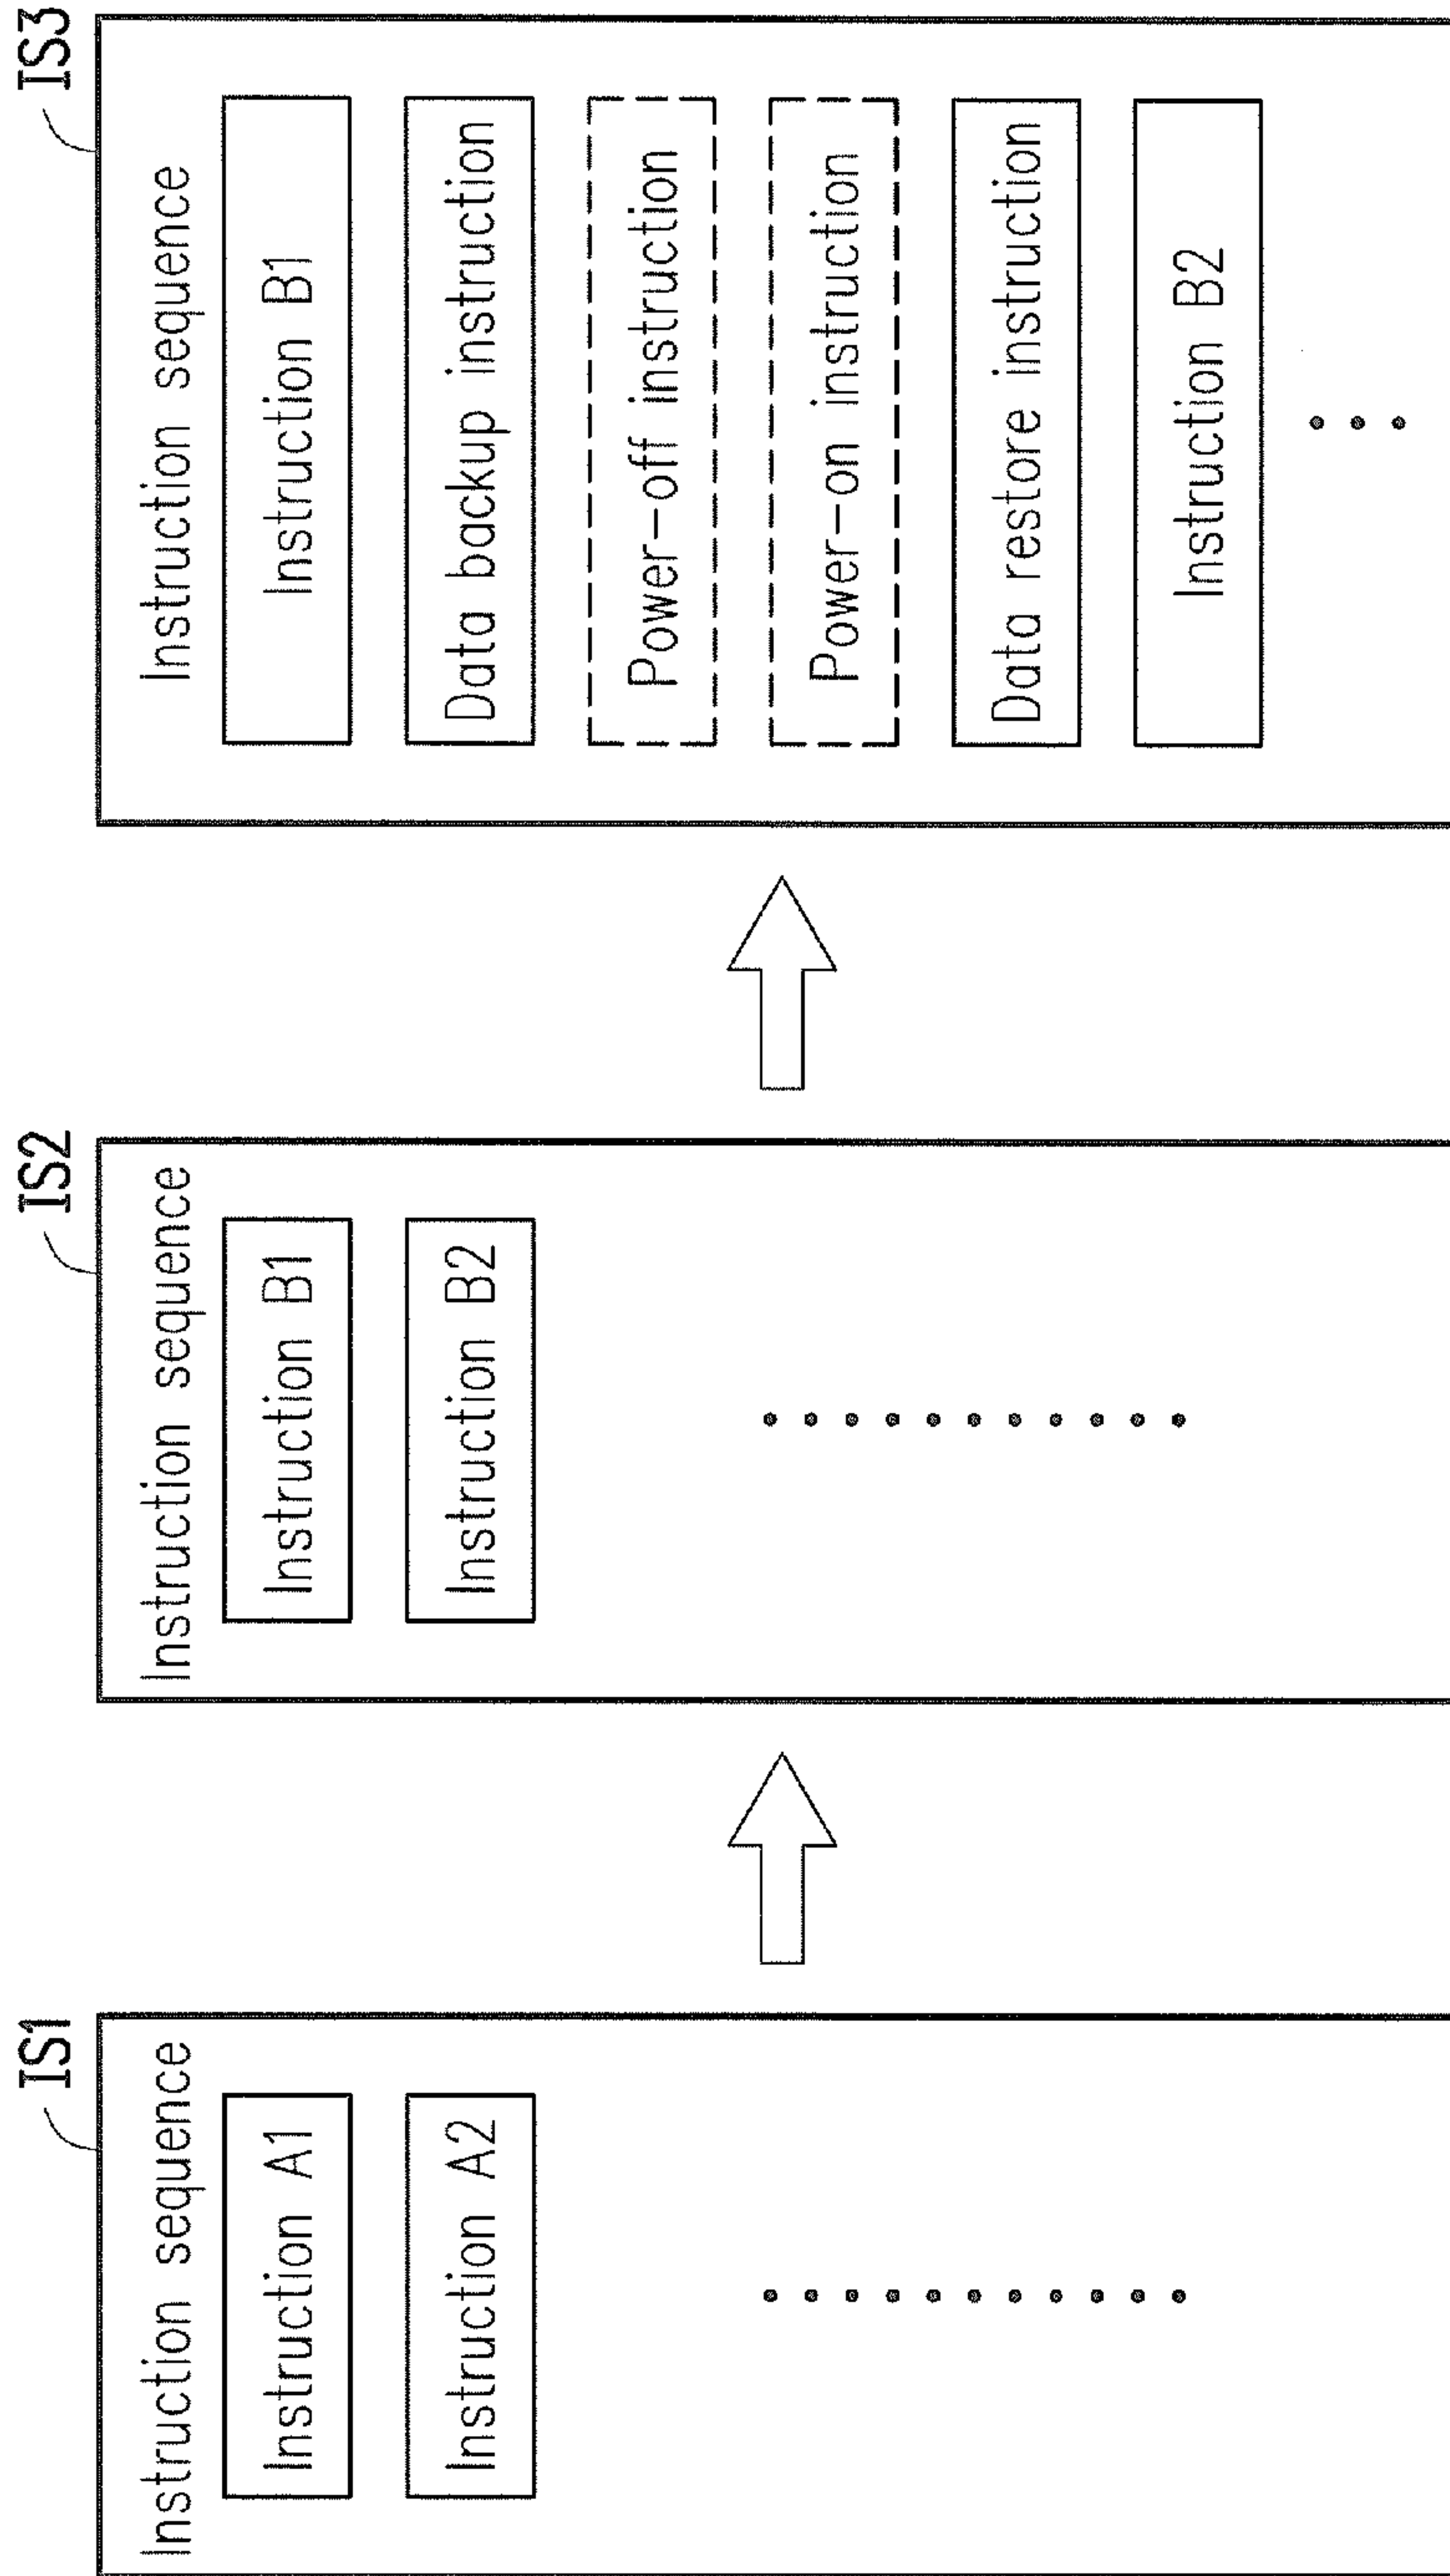 IS1
Instruction sequence
Instruction A1
Instruction A2
IS2
Instruction sequence
Instruction B1
Instruction B2
IS3
Instruction sequence
Instruction B1
Data backup instruction
Power-off instruction
Power-on instruction
Data restore instruction
Instruction B2